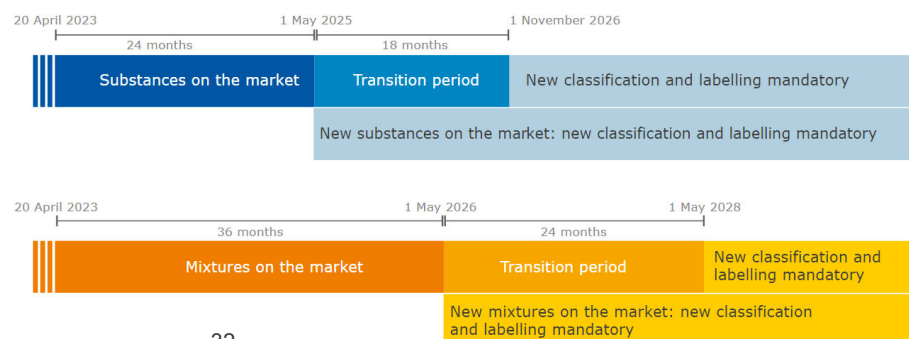 20 April 2023 1 May 2025 1 November 2026
24 months 18 months
Substances on the market Transition period New classification and labelling mandatory
New substances on the market: new classification and labelling mandatory
20 April 2023 1 May 2026 1 May 2028
36 months 24 months
Mixtures on the market Transition period New classification and
labelling mandatory
New mixtures on the market: new classification
and labelling mandatory